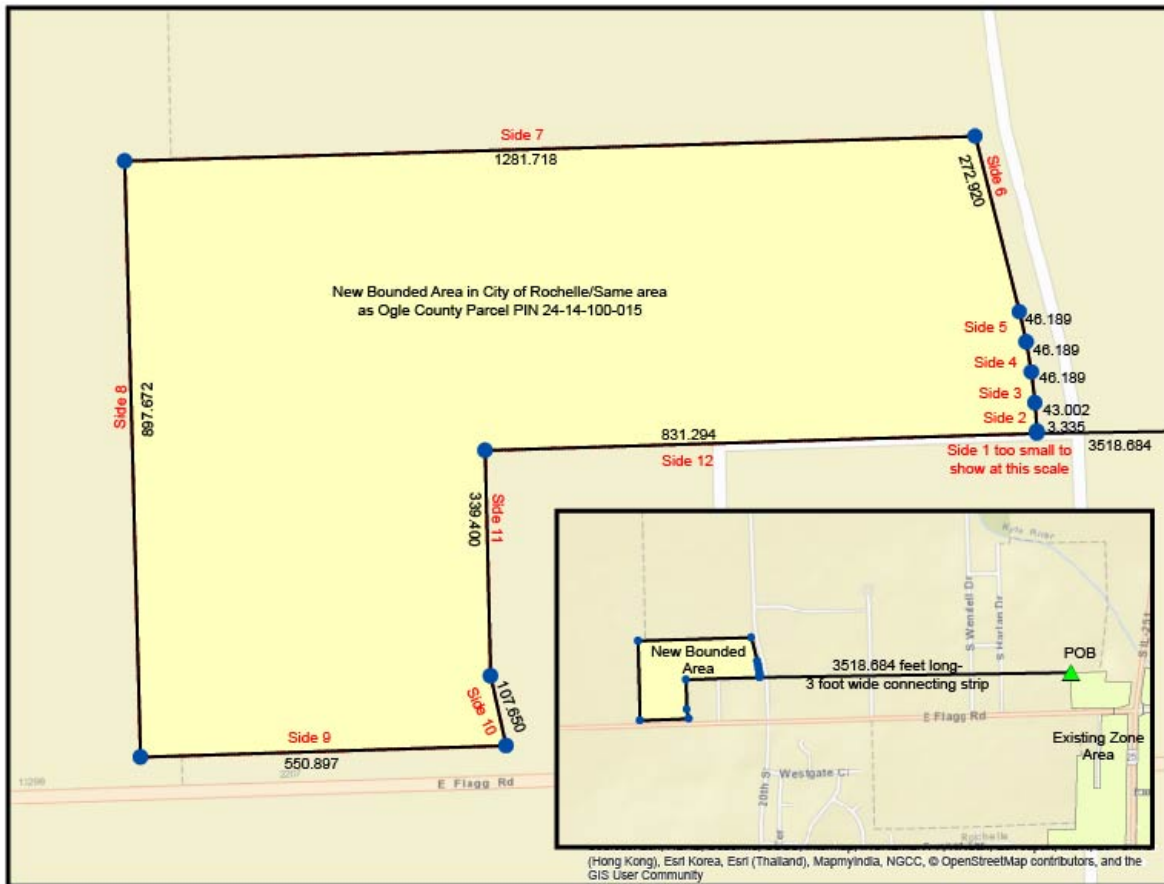 Side 7
1281.718
Side 6
272.920
New Bounded Area in City of Rochelle/Same area
as Ogle County Parcel PIN 24-14-100-015
Side 5
46.189
Side 4
46.189
Side 3
46.189
Side 2
43.002
3.335
Side 8
897.672
831.294
Side 12
Side 1 too small to
show at this scale
3518.684
Side 11
339.400
Side 10
107.650
Side 9
550.897
2207
E Flagg Rd
Kyte River
S Wendell Dr
S Harlan Dr
S IL-251
POB
New Bounded
Area
3518.684 feet long-
3 foot wide connecting strip
E Flagg Rd
Existing Zone
Area
20th S
Westgate Ci
Rochelle
(Hong Kong), Esri Korea, Esri (Thailand), MapmyIndia, NGCC, © OpenStreetMap contributors, and the
GIS User Community